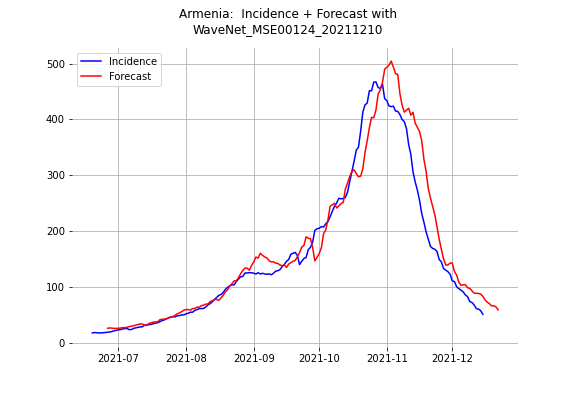 Armenia:  Incidence + Forecast with
WaveNet_MSE00124_20211210
Incidence
Forecast
500
400
300
200
100
0
2021-07 2021-08 2021-09 2021-10 2021-11 2021-12